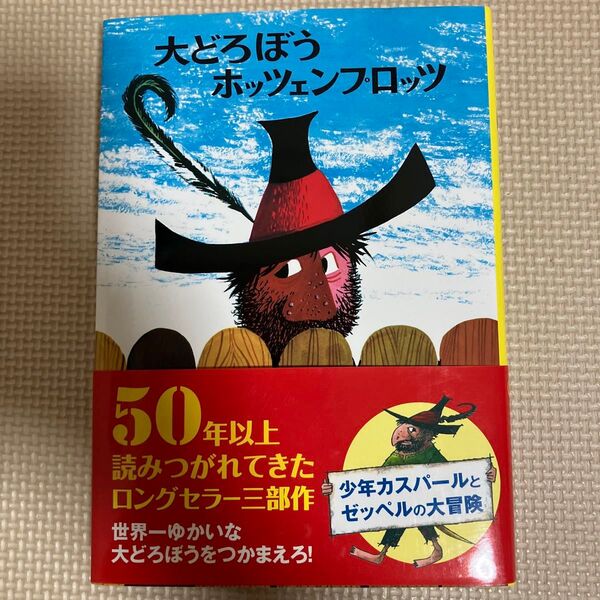 大どろぼう
ホッツェンプロッツ
50年以上
読みつがれてきた
ロングセラー三部作
世界一ゆかいな
大どろぼうをつかまえろ!
少年カスパールと
ゼッペルの大冒険